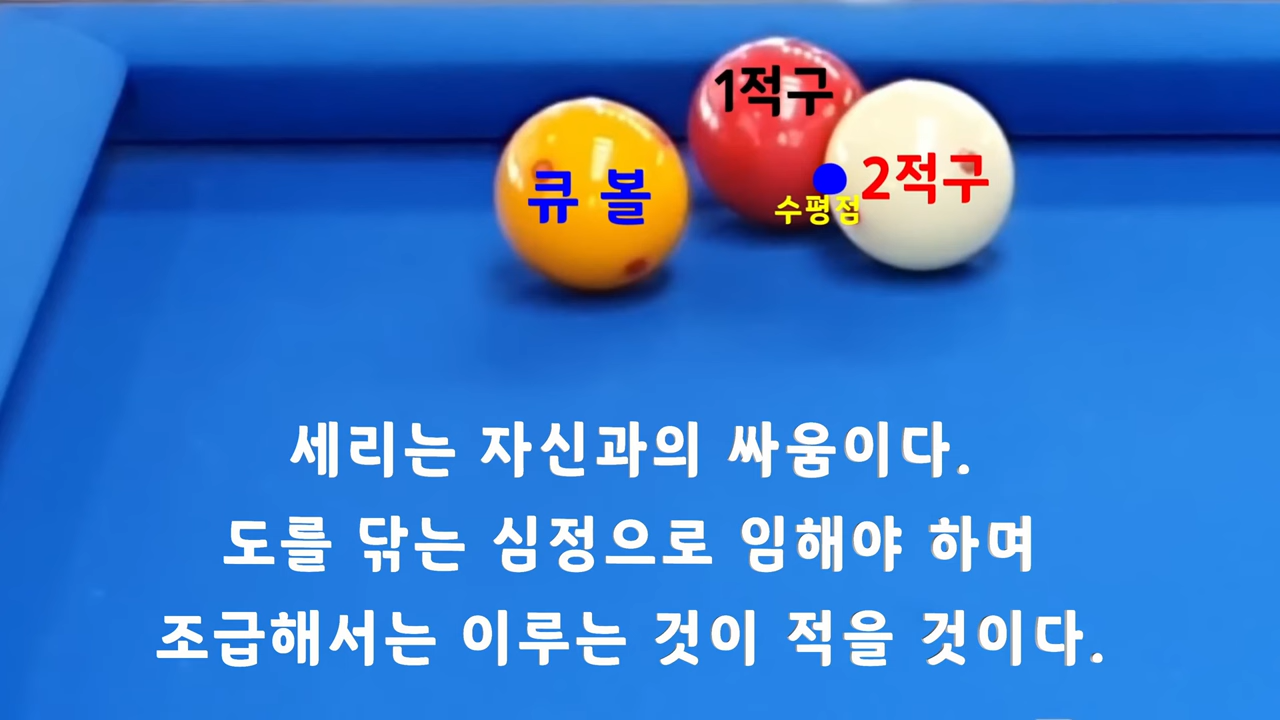 1적구
큐 볼
2적구
수평점
세리는 자신과의 싸움이다.
도를 닦는 심정으로 임해야 하며
조급해서는 이루는 것이 적을 것이다.